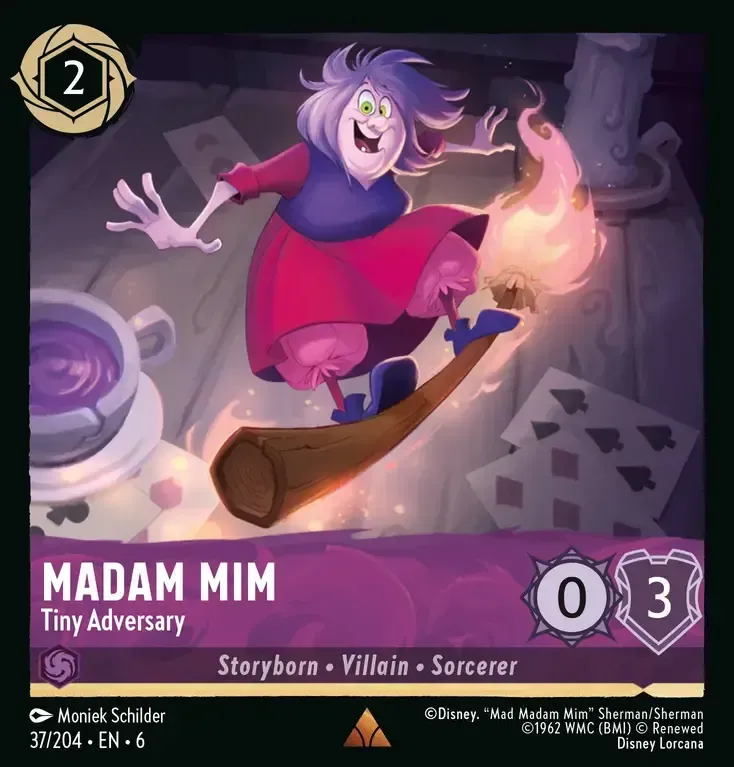 2
MADAM MIM
Tiny Adversary
0
3
Storyborn • Villain • Sorcerer
Moniek Schilder
37/204 • EN • 6
©Disney. “Mad Madam Mim” Sherman/Sherman
©1962 WMC (BMI) © Renewed
Disney Lorcana